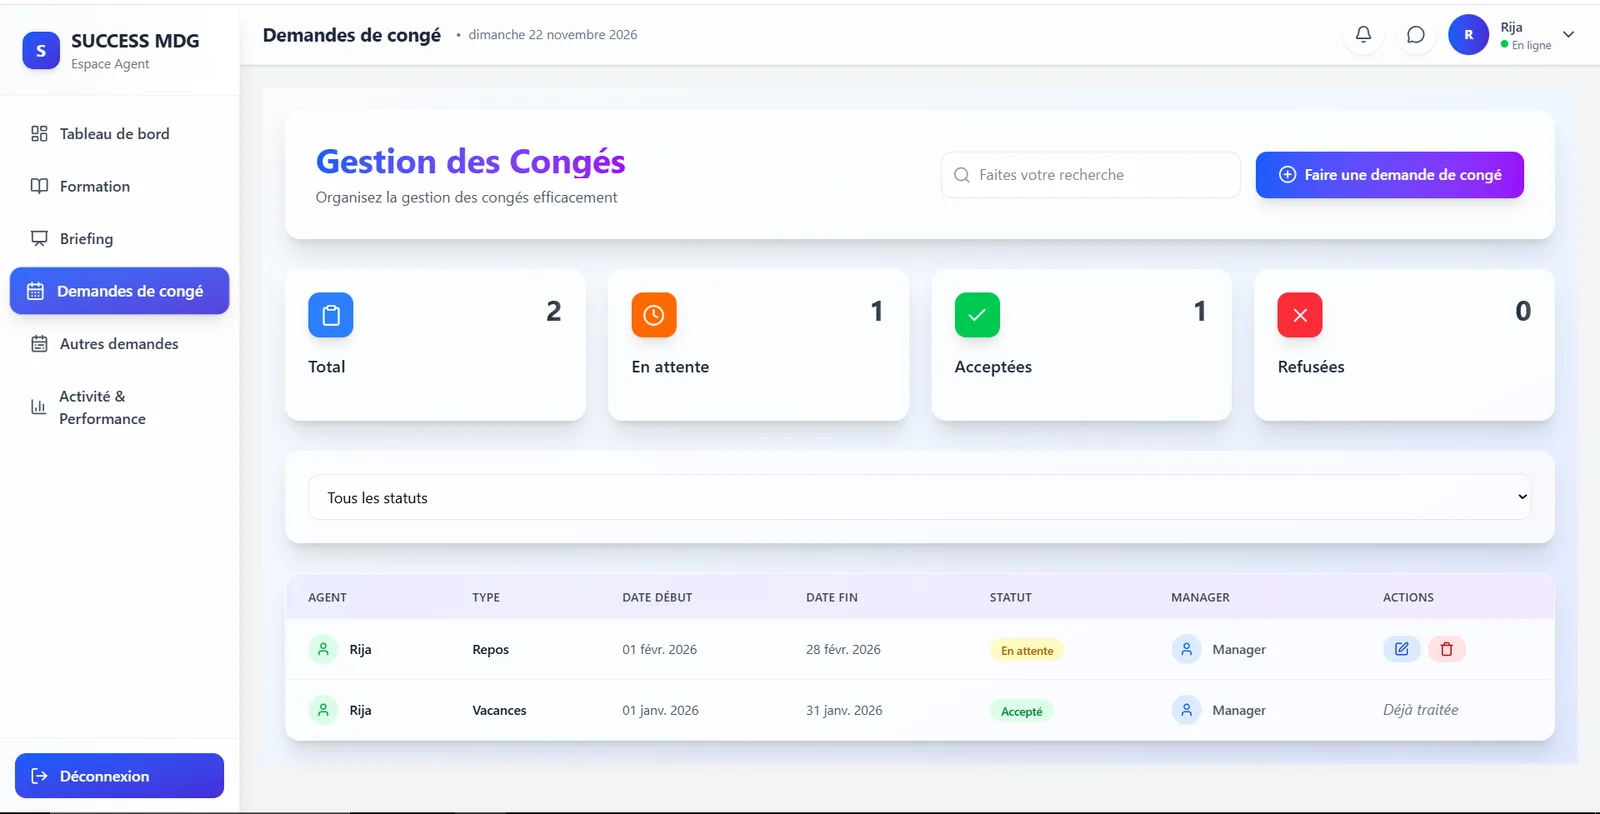 S
SUCCESS MDG
Espace Agent
Tableau de bord
Formation
Briefing
Demandes de congé
Autres demandes
Activité &
Performance
Déconnexion
Demandes de congé • dimanche 22 novembre 2026
R
Rija
En ligne
Gestion des Congés
Organisez la gestion des congés efficacement
Faites votre recherche
Faire une demande de congé
2
Total
1
En attente
1
Acceptées
0
Refusées
Tous les statuts
AGENT TYPE DATE DÉBUT DATE FIN STATUT MANAGER ACTIONS
Rija Repos 01 févr. 2026 28 févr. 2026 En attente Manager
Rija Vacances 01 janv. 2026 31 janv. 2026 Accepté Manager Déjà traitée